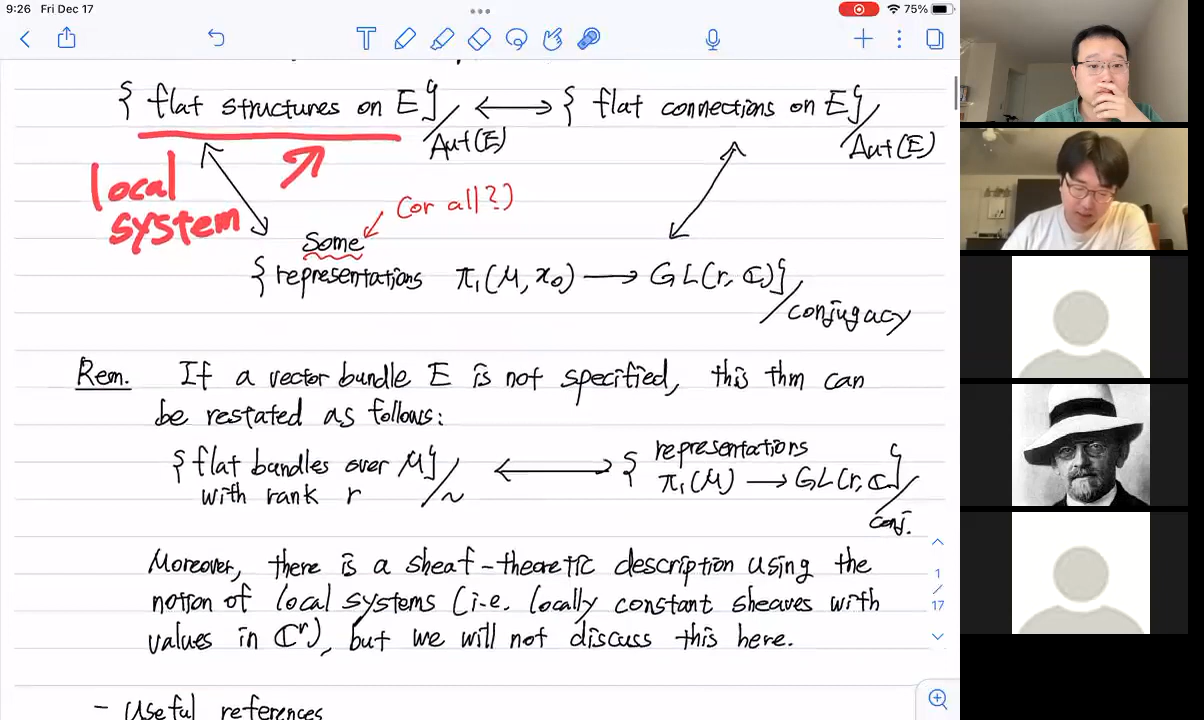 9:26 Fri Dec 17
75%
{ flat structures on E} / Aut(E) ⟷ { flat connections on E} / Aut(E)
local system
(or all?)
Some
{ representations π₁(M, x₀) ⟶ GL(r, ℂ)} / conjugacy
Rem. If a vector bundle E is not specified, this thm can
be restated as follows:
{ flat bundles over M} / ~ ⟷ { representations
with rank r π₁(M) ⟶ GL(r, ℂ)} / conj.
Moreover, there is a sheaf-theoretic description using the
notion of local systems (i.e. locally constant sheaves with
values in ℂʳ), but we will not discuss this here.
1
/
17
- Useful references